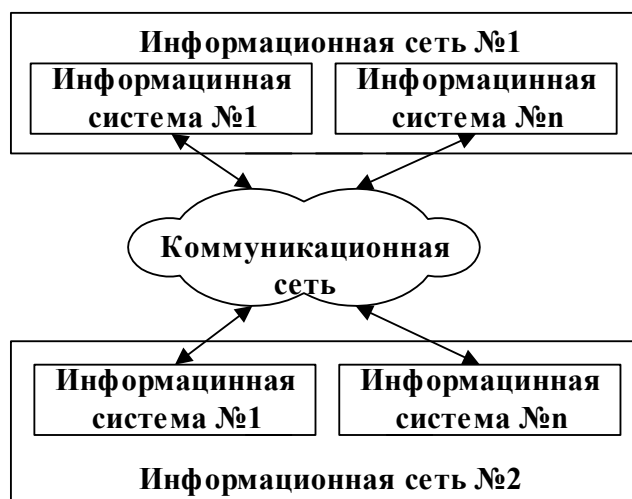 Информационная сеть №1
Информацинная
система №1
Информацинная
система №n
Коммуникационная
сеть
Информацинная
система №1
Информацинная
система №n
Информационная сеть №2